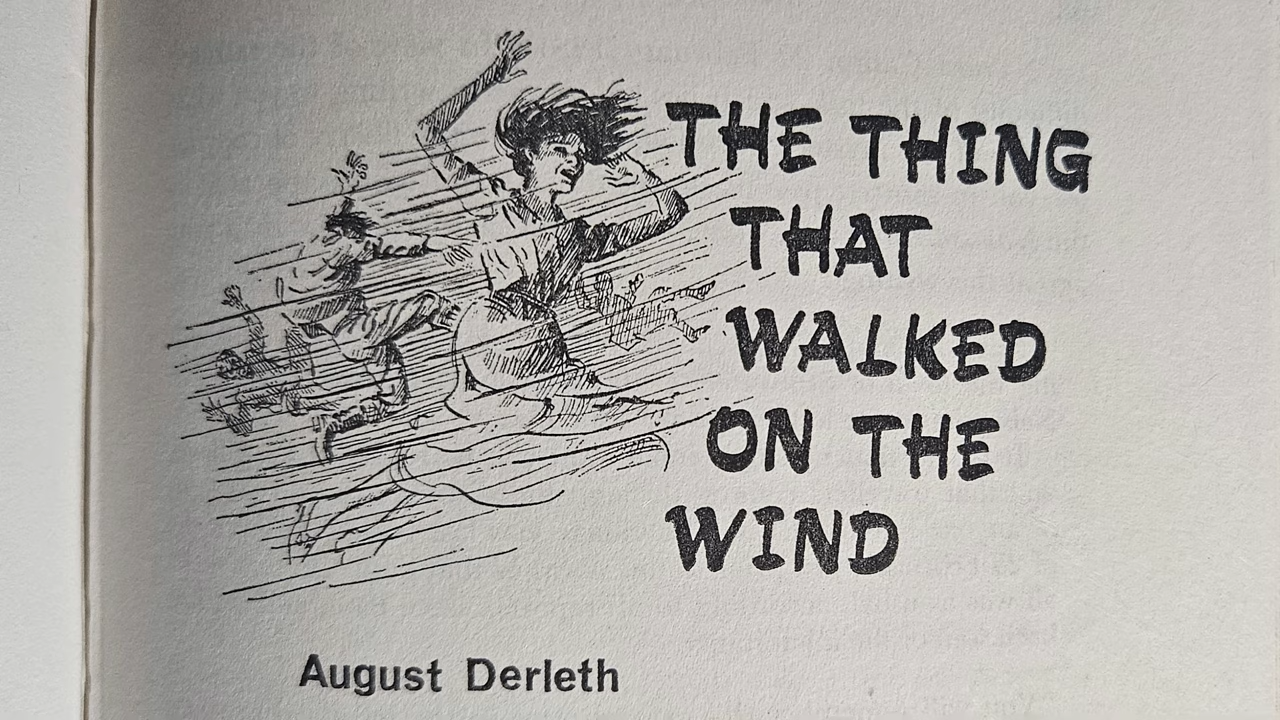 THE THING
THAT
WALKED
ON THE
WIND
August Derleth